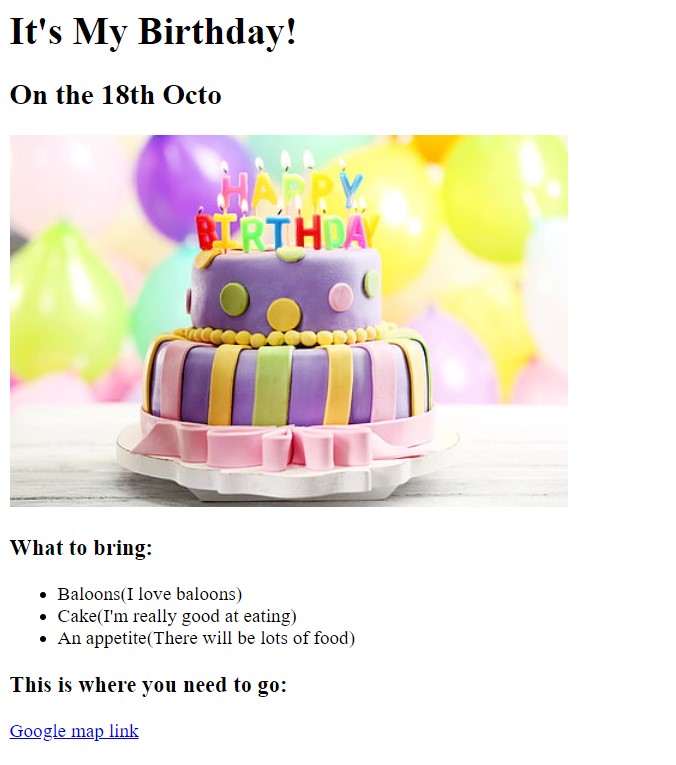 It's My Birthday!
On the 18th Octo
HAPPY
BIRTHDAY
What to bring:
Baloons(I love baloons)
Cake(I'm really good at eating)
An appetite(There will be lots of food)
This is where you need to go:
Google map link